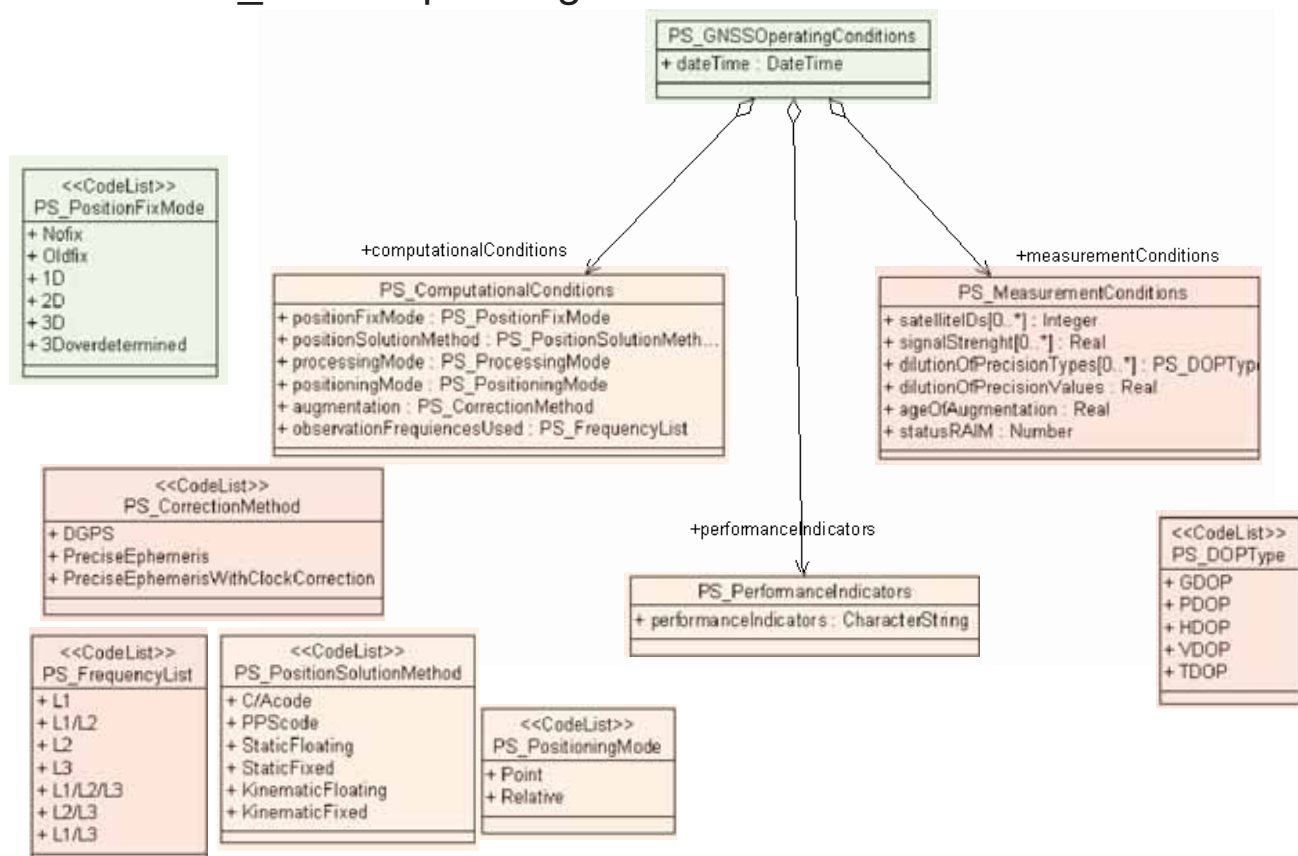 PS_GNSSOperatingConditions
+ dateTime : DateTime
<<CodeList>>
PS_PositionFixMode
+ Nofix
+ Oldfix
+ 1D
+ 2D
+ 3D
+ 3Doverdetermined
+computationalConditions
+measurementConditions
PS_ComputationalConditions
+ positionFixMode : PS_PositionFixMode
+ positionSolutionMethod : PS_PositionSolutionMeth...
+ processingMode : PS_ProcessingMode
+ positioningMode : PS_PositioningMode
+ augmentation : PS_CorrectionMethod
+ observationFrequiencesUsed : PS_FrequencyList
PS_MeasurementConditions
+ satelliteIDs[0..*] : Integer
+ signalStrenght[0..*] : Real
+ dilutionOfPrecisionTypes[0..*] : PS_DOPType
+ dilutionOfPrecisionValues : Real
+ ageOfAugmentation : Real
+ statusRAIM : Number
<<CodeList>>
PS_CorrectionMethod
+ DGPS
+ PreciseEphemeris
+ PreciseEphemerisWithClockCorrection
+performanceIndicators
PS_PerformanceIndicators
+ performanceIndicators : CharacterString
<<CodeList>>
PS_DOPType
+ GDOP
+ PDOP
+ HDOP
+ VDOP
+ TDOP
<<CodeList>>
PS_FrequencyList
+ L1
+ L1/L2
+ L2
+ L3
+ L1/L2/L3
+ L2/L3
+ L1/L3
<<CodeList>>
PS_PositionSolutionMethod
+ C/Acode
+ PPScode
+ StaticFloating
+ StaticFixed
+ KinematicFloating
+ KinematicFixed
<<CodeList>>
PS_PositioningMode
+ Point
+ Relative